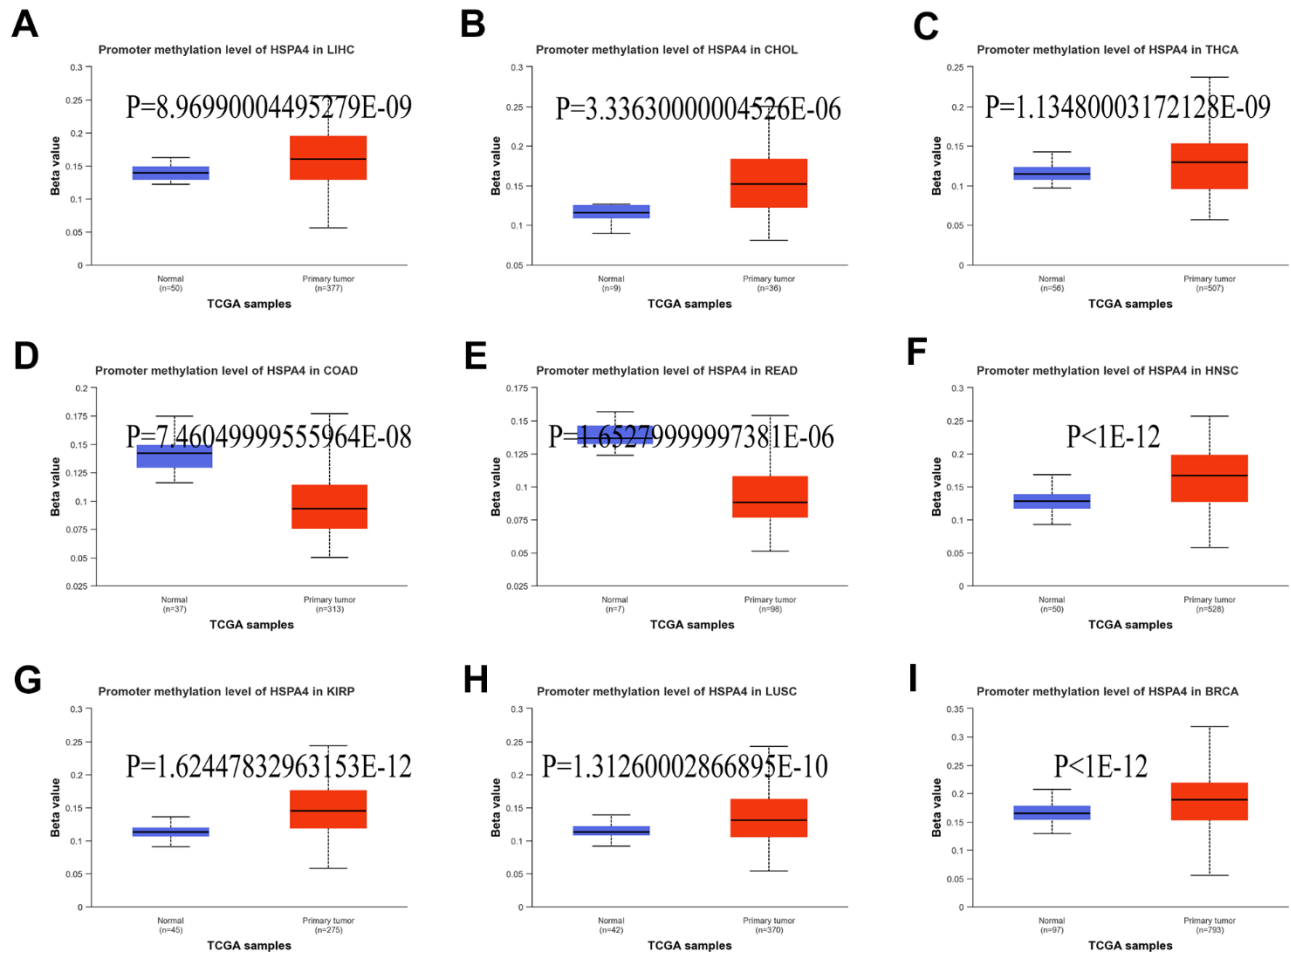 A
Promoter methylation level of HSPA4 in LIHC
0.3
0.25
0.2
0.15
0.1
0.05
0
Beta value
P=8.96990004495279E-09
Normal
(n=50)
Primary tumor
(n=377)
TCGA samples
B
Promoter methylation level of HSPA4 in CHOL
0.3
0.25
0.2
0.15
0.1
0.05
Beta value
P=3.33630000004526E-06
Normal
(n=9)
Primary tumor
(n=36)
TCGA samples
C
Promoter methylation level of HSPA4 in THCA
0.25
0.2
0.15
0.1
0.05
0
Beta value
P=1.13480003172128E-09
Normal
(n=56)
Primary tumor
(n=507)
TCGA samples
D
Promoter methylation level of HSPA4 in COAD
0.2
0.175
0.15
0.125
0.1
0.075
0.05
0.025
Beta value
P=7.46049999555964E-08
Normal
(n=37)
Primary tumor
(n=313)
TCGA samples
E
Promoter methylation level of HSPA4 in READ
0.175
0.15
0.125
0.1
0.075
0.05
0.025
Beta value
P=1.65279999997381E-06
Normal
(n=7)
Primary tumor
(n=98)
TCGA samples
F
Promoter methylation level of HSPA4 in HNSC
0.3
0.25
0.2
0.15
0.1
0.05
0
Beta value
P<1E-12
Normal
(n=50)
Primary tumor
(n=528)
TCGA samples
G
Promoter methylation level of HSPA4 in KIRP
0.3
0.25
0.2
0.15
0.1
0.05
0
Beta value
P=1.62447832963153E-12
Normal
(n=45)
Primary tumor
(n=275)
TCGA samples
H
Promoter methylation level of HSPA4 in LUSC
0.3
0.25
0.2
0.15
0.1
0.05
0
Beta value
P=1.31260002866895E-10
Normal
(n=42)
Primary tumor
(n=370)
TCGA samples
I
Promoter methylation level of HSPA4 in BRCA
0.35
0.3
0.25
0.2
0.15
0.1
0.05
0
Beta value
P<1E-12
Normal
(n=97)
Primary tumor
(n=793)
TCGA samples